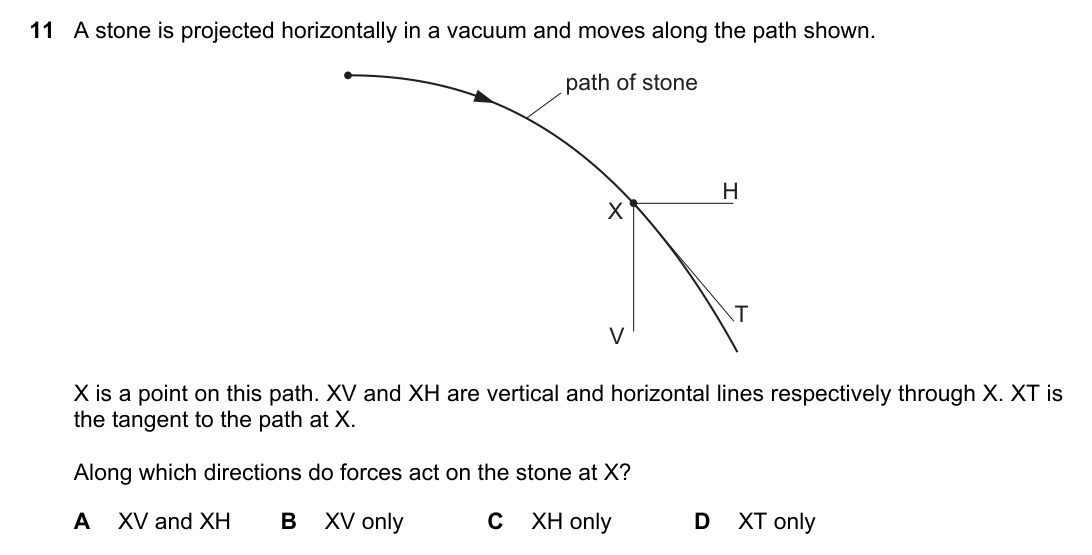 11 A stone is projected horizontally in a vacuum and moves along the path shown.
path of stone
H
X
T
V
X is a point on this path. XV and XH are vertical and horizontal lines respectively through X. XT is
the tangent to the path at X.
Along which directions do forces act on the stone at X?
A XV and XH B XV only C XH only D XT only